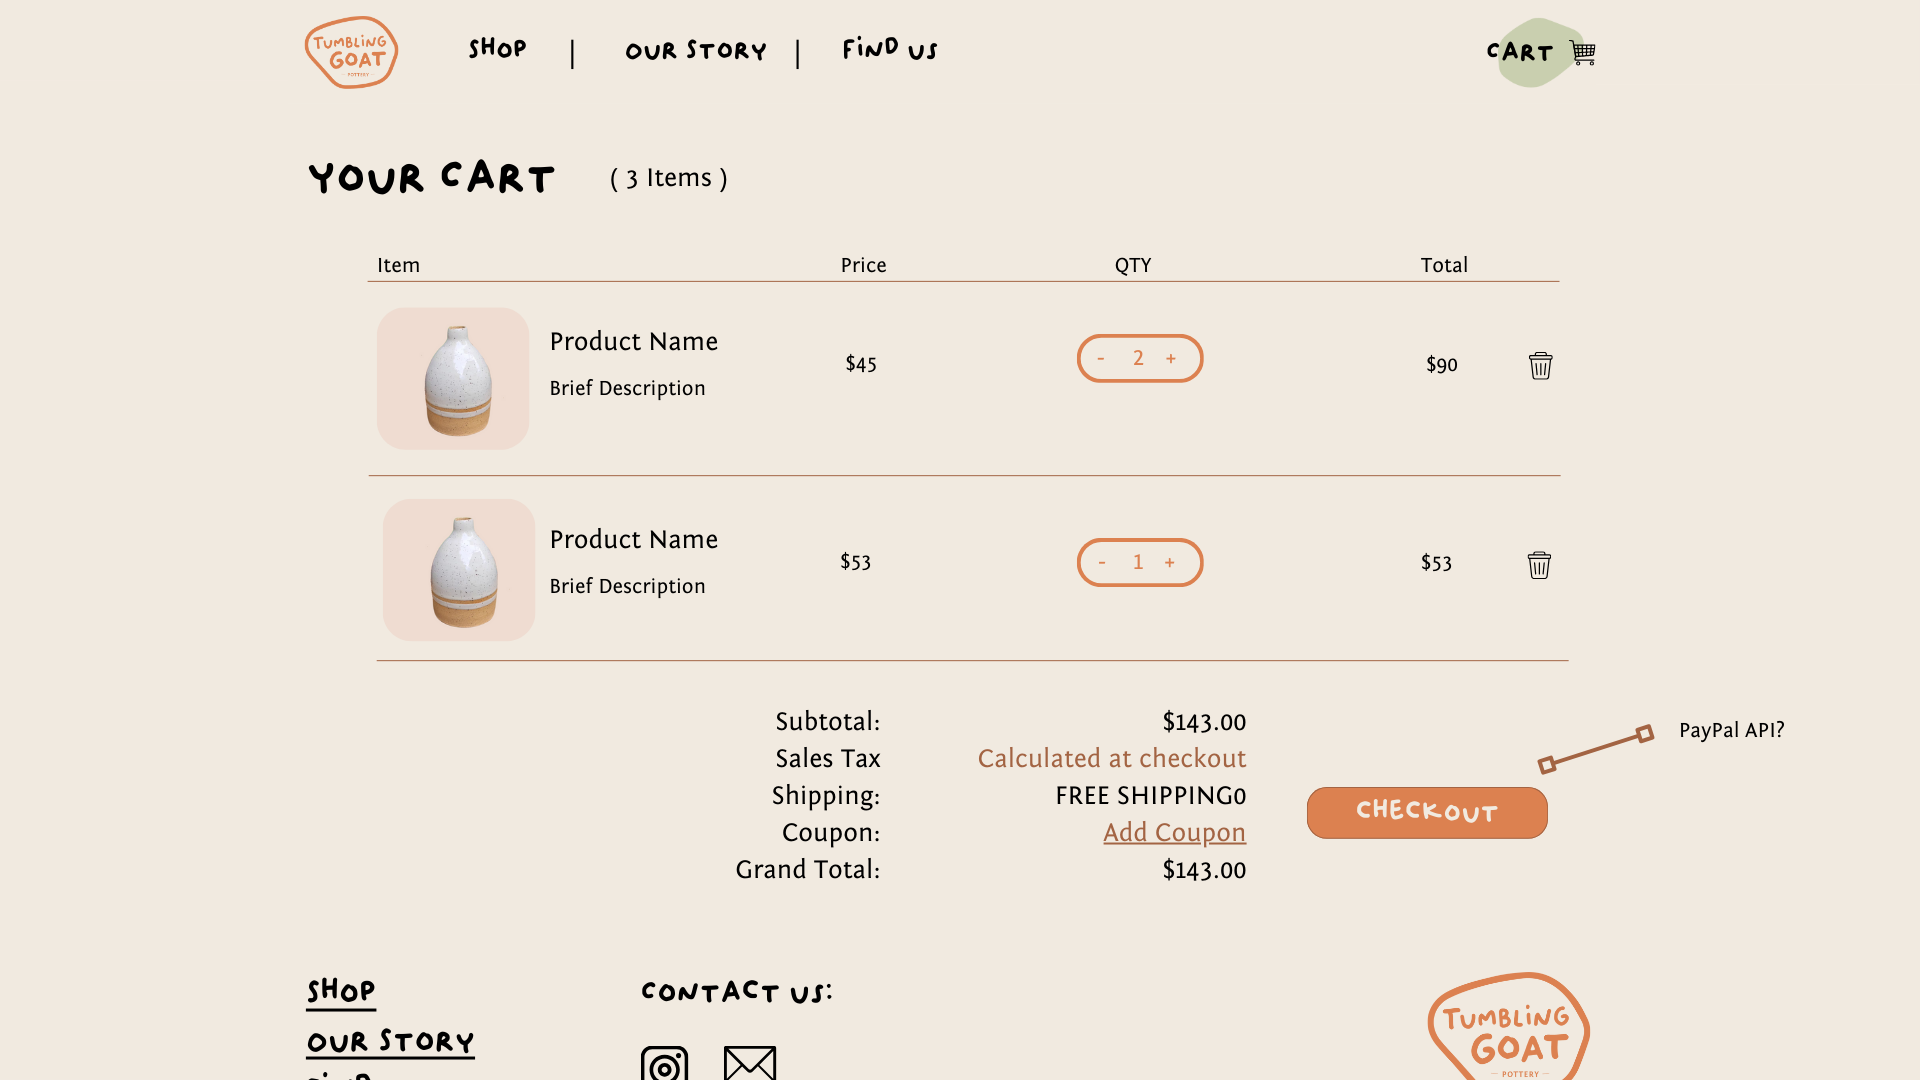 TUMBLiNG
GOAT
POTTERY
SHOP | OUR STORY | FiND US
CART
YOUR CART ( 3 Items )
Item Price QTY Total
Product Name
Brief Description
$45 - 2 + $90
Product Name
Brief Description
$53 - 1 + $53
Subtotal: $143.00
Sales Tax Calculated at checkout
Shipping: FREE SHIPPING0
Coupon: Add Coupon
Grand Total: $143.00
PayPal API?
CHECKOUT
SHOP
OUR STORY
CONTACT US:
TUMBLiNG
GOAT
POTTERY